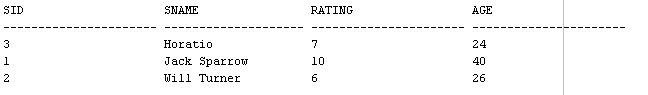 SID SNAME RATING AGE
---------------------- -------------------- ---------------------- ----------------------
3 Horatio 7 24
1 Jack Sparrow 10 40
2 Will Turner 6 26